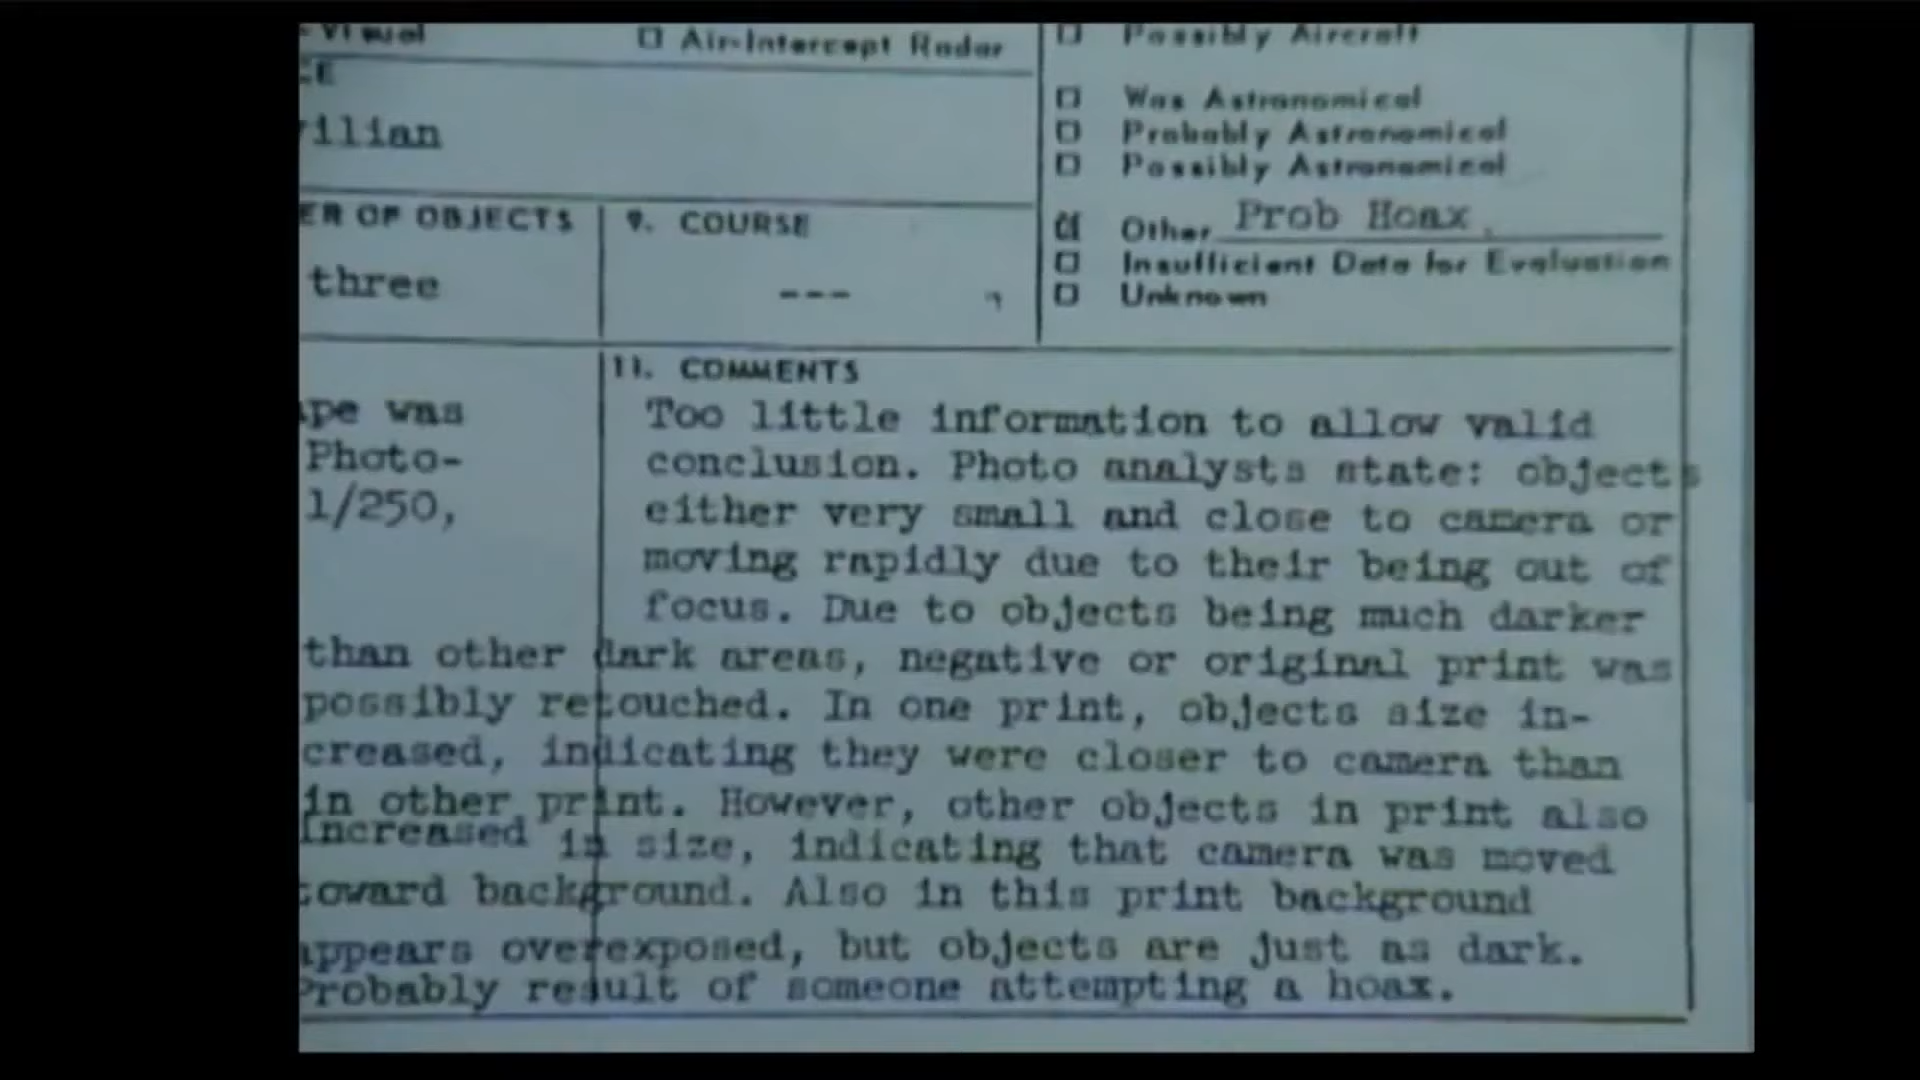 -Visual
□ Air-Intercept Radar
□ Possibly Aircraft
CE
□ Was Astronomical
vilian
□ Probably Astronomical
□ Possibly Astronomical
ER OF OBJECTS
9. COURSE
Other Prob Hoax
□ Insufficient Data for Evaluation
three
---
□ Unknown
11. COMMENTS
ape was
Photo-
1/250,
Too little information to allow valid
conclusion. Photo analysts state: objects
either very small and close to camera or
moving rapidly due to their being out of
focus. Due to objects being much darker
than other dark areas, negative or original print was
possibly retouched. In one print, objects size in-
creased, indicating they were closer to camera than
in other print. However, other objects in print also
increased in size, indicating that camera was moved
toward background. Also in this print background
appears overexposed, but objects are just as dark.
Probably result of someone attempting a hoax.